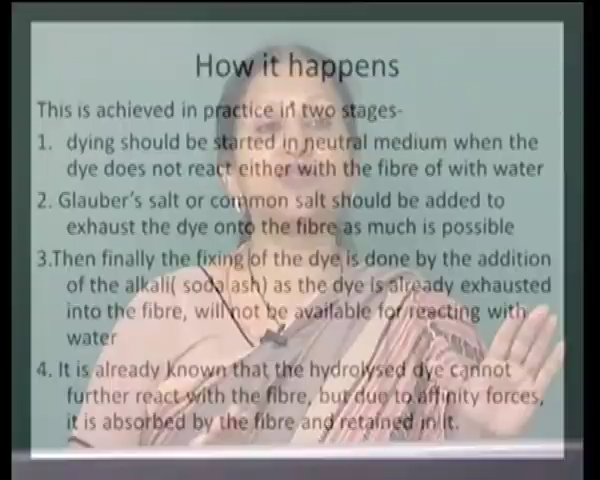 How it happens
This is achieved in practice in two stages-
1. dying should be started in neutral medium when the
dye does not react either with the fibre of with water
2. Glauber's salt or common salt should be added to
exhaust the dye onto the fibre as much is possible
3.Then finally the fixing of the dye is done by the addition
of the alkali( soda ash) as the dye is already exhausted
into the fibre, will not be available for reacting with
water
4. It is already known that the hydrolysed dye cannot
further react with the fibre, but due to affinity forces,
it is absorbed by the fibre and retained in it.